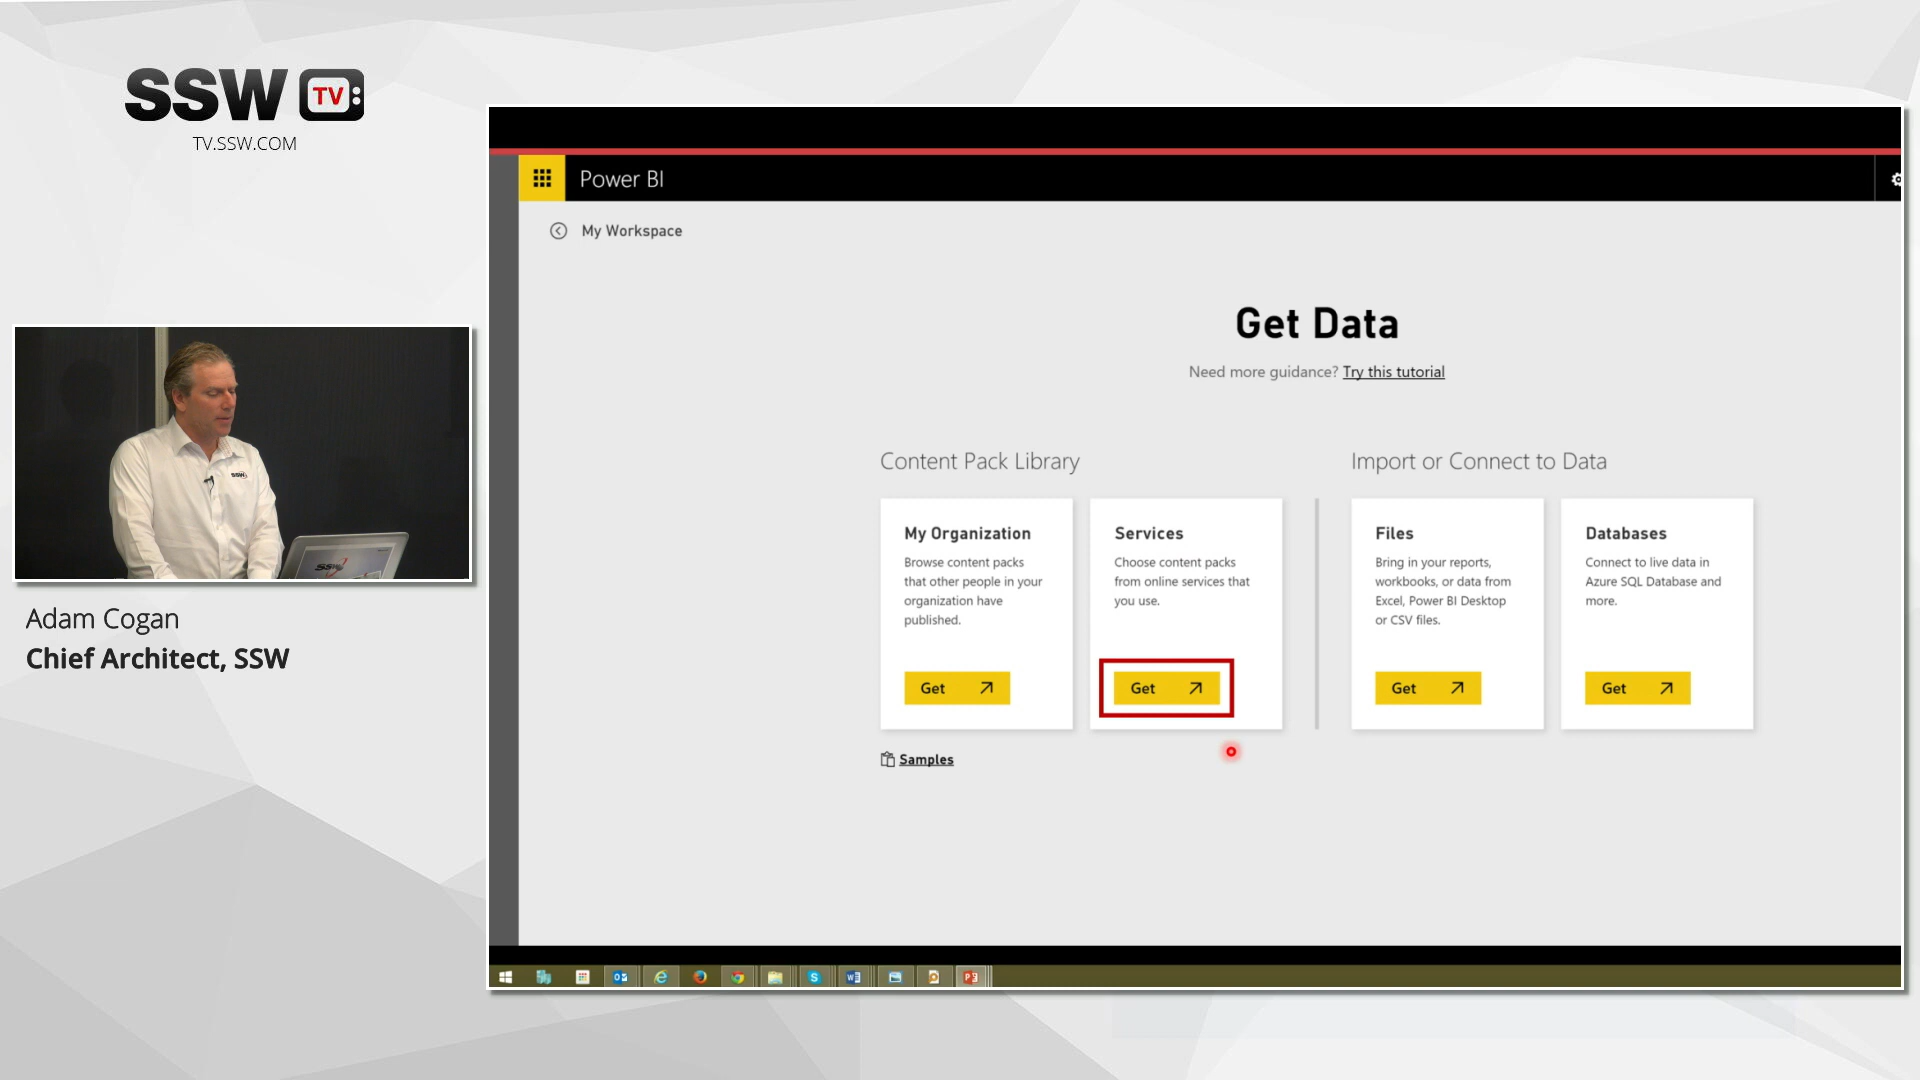 SSW TV
TV.SSW.COM
Power BI
My Workspace
Get Data
Need more guidance? Try this tutorial
Content Pack Library
Import or Connect to Data
My Organization
Browse content packs
that other people in your
organization have
published.
Get
Services
Choose content packs
from online services that
you use.
Get
Files
Bring in your reports,
workbooks, or data from
Excel, Power BI Desktop
or CSV files.
Get
Databases
Connect to live data in
Azure SQL Database and
more.
Get
Samples
SSW
SSW
Adam Cogan
Chief Architect, SSW